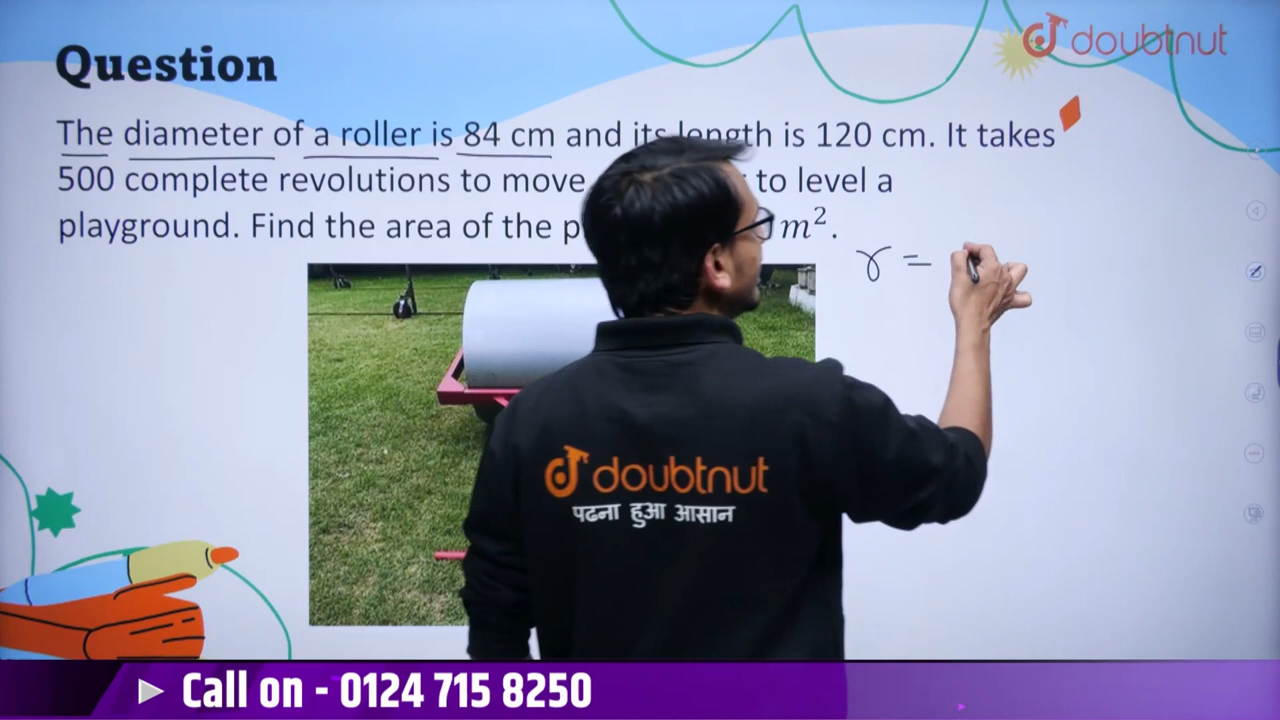 doubtnut
Question
The diameter of a roller is 84 cm and its length is 120 cm. It takes
500 complete revolutions to move to level a
playground. Find the area of the m².
r =
doubtnut
पढना हुआ आसान
Call on - 0124 715 8250